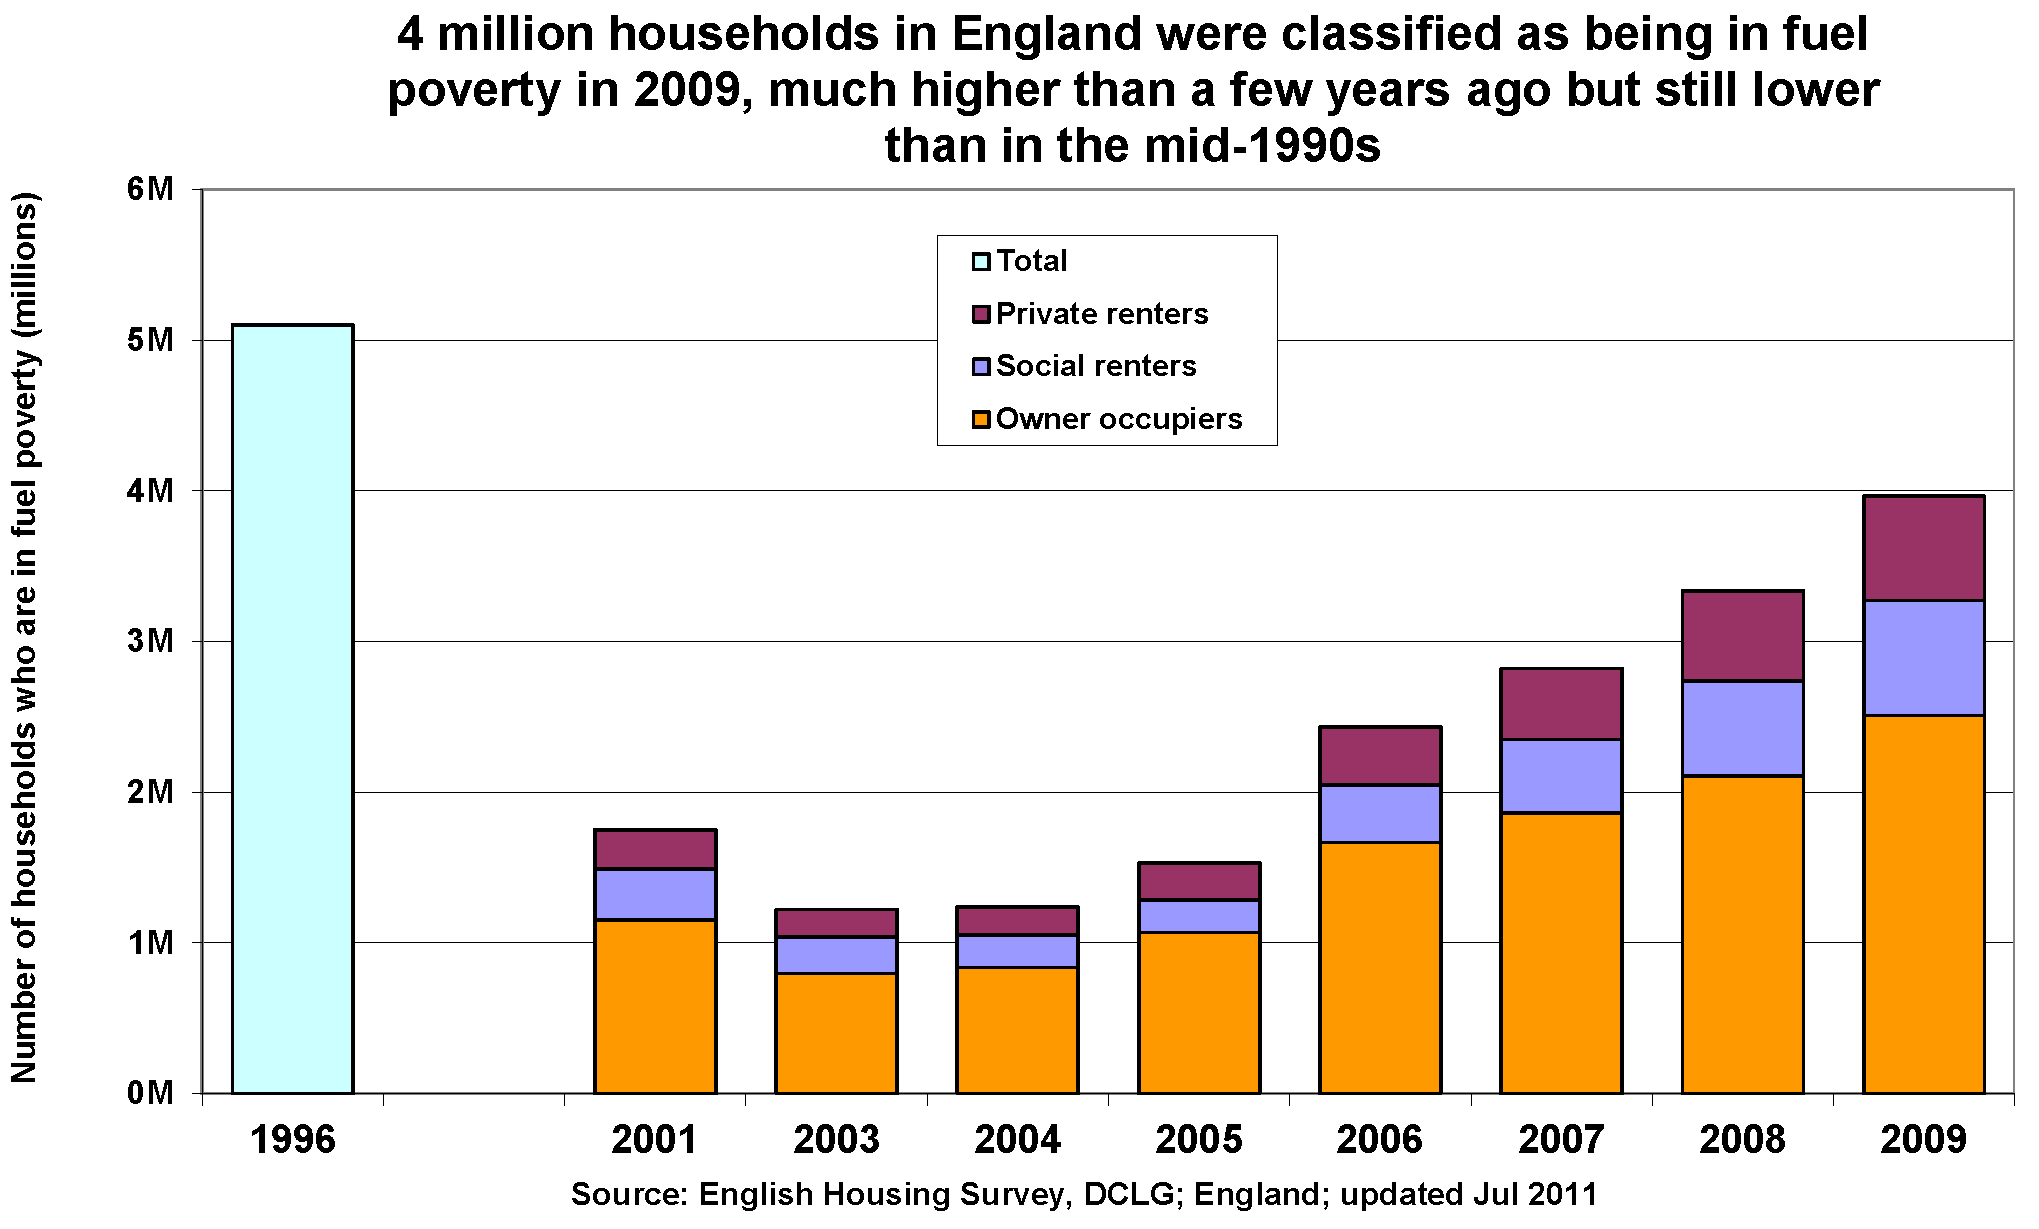 4 million households in England were classified as being in fuel
poverty in 2009, much higher than a few years ago but still lower
than in the mid-1990s
Number of households who are in fuel poverty (millions)
6M
5M
4M
3M
2M
1M
0M
Total
Private renters
Social renters
Owner occupiers
1996 2001 2003 2004 2005 2006 2007 2008 2009
Source: English Housing Survey, DCLG; England; updated Jul 2011